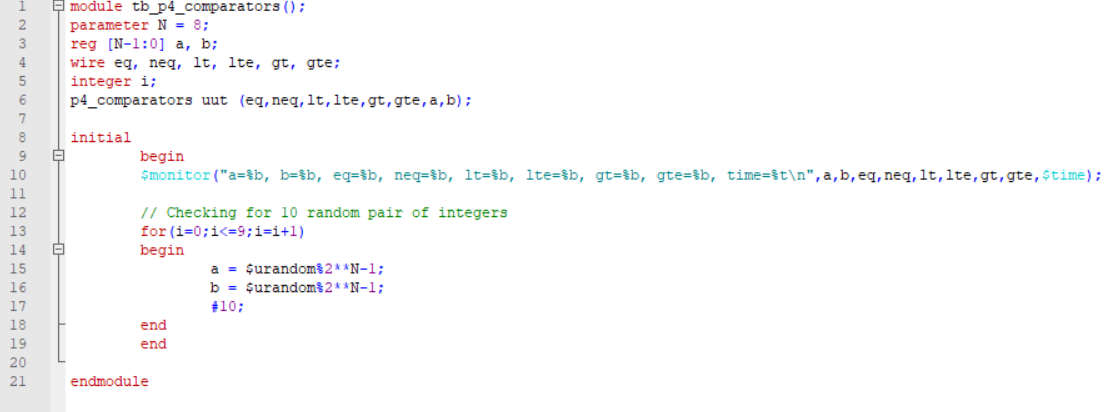 1 module tb_p4_comparators();
2 parameter N = 8;
3 reg [N-1:0] a, b;
4 wire eq, neq, lt, lte, gt, gte;
5 integer i;
6 p4_comparators uut (eq,neq,lt,lte,gt,gte,a,b);
7
8 initial
9 begin
10 $monitor("a=%b, b=%b, eq=%b, neq=%b, lt=%b, lte=%b, gt=%b, gte=%b, time=%t\n",a,b,eq,neq,lt,lte,gt,gte,$time);
11
12 // Checking for 10 random pair of integers
13 for(i=0;i<=9;i=i+1)
14 begin
15 a = $urandom%2**N-1;
16 b = $urandom%2**N-1;
17 #10;
18 end
19 end
20
21 endmodule